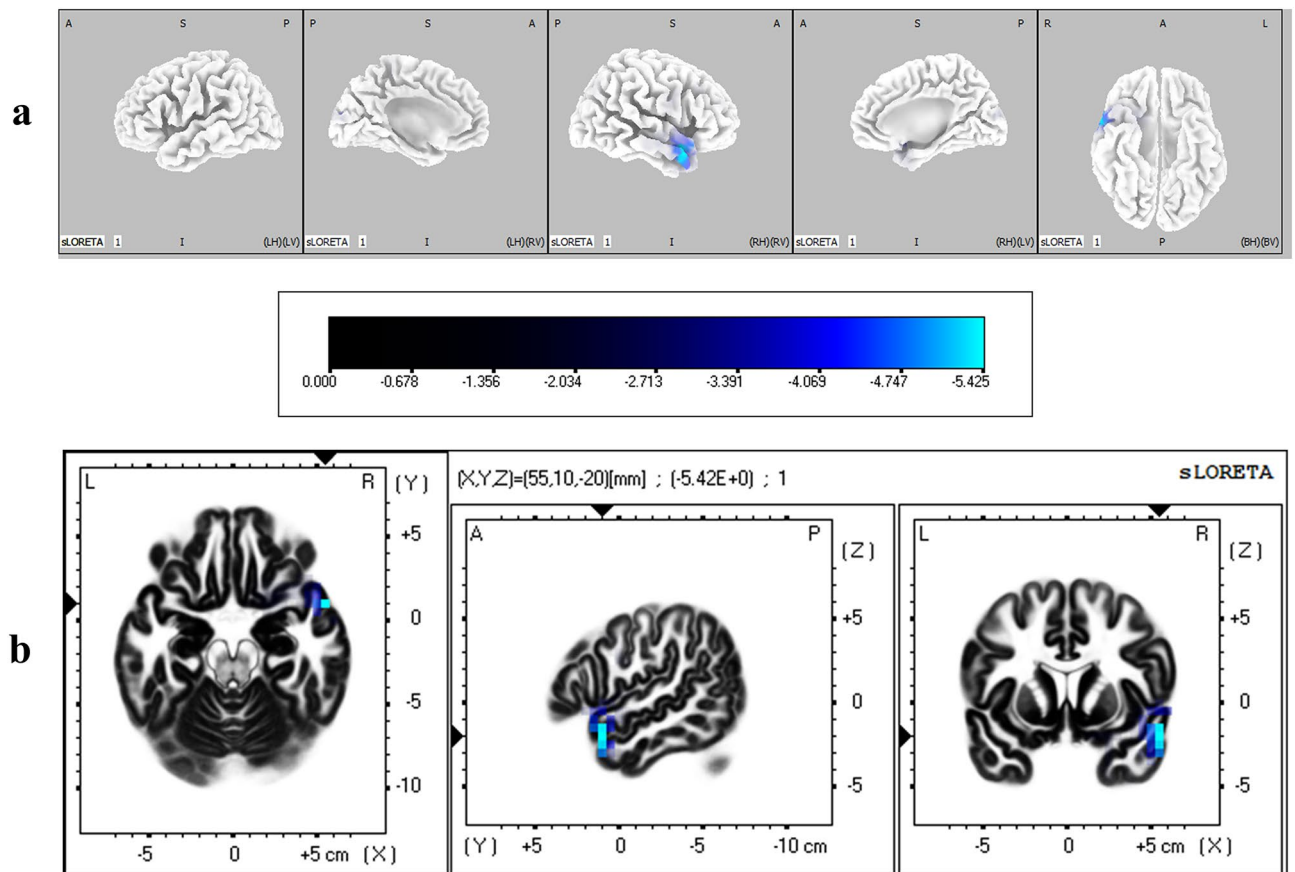 A S P P S A P S A A S P R A L
a
sLORETA 1 I (LH)(LV) sLORETA 1 I (LH)(RV) sLORETA 1 I (RH)(RV) sLORETA 1 I (RH)(LV) sLORETA 1 P (BH)(BV)
0.000 -0.678 -1.356 -2.034 -2.713 -3.391 -4.069 -4.747 -5.425
b
L R (Y)
+5
0
-5
-10
-5 0 +5 cm (X)
(X,Y,Z)=(55,10,-20)[mm] ; (-5.42E+0) ; 1
sLORETA
A P (Z)
+5
0
-5
(Y) +5 0 -5 -10 cm
L R (Z)
+5
0
-5
-5 0 +5 cm (X)